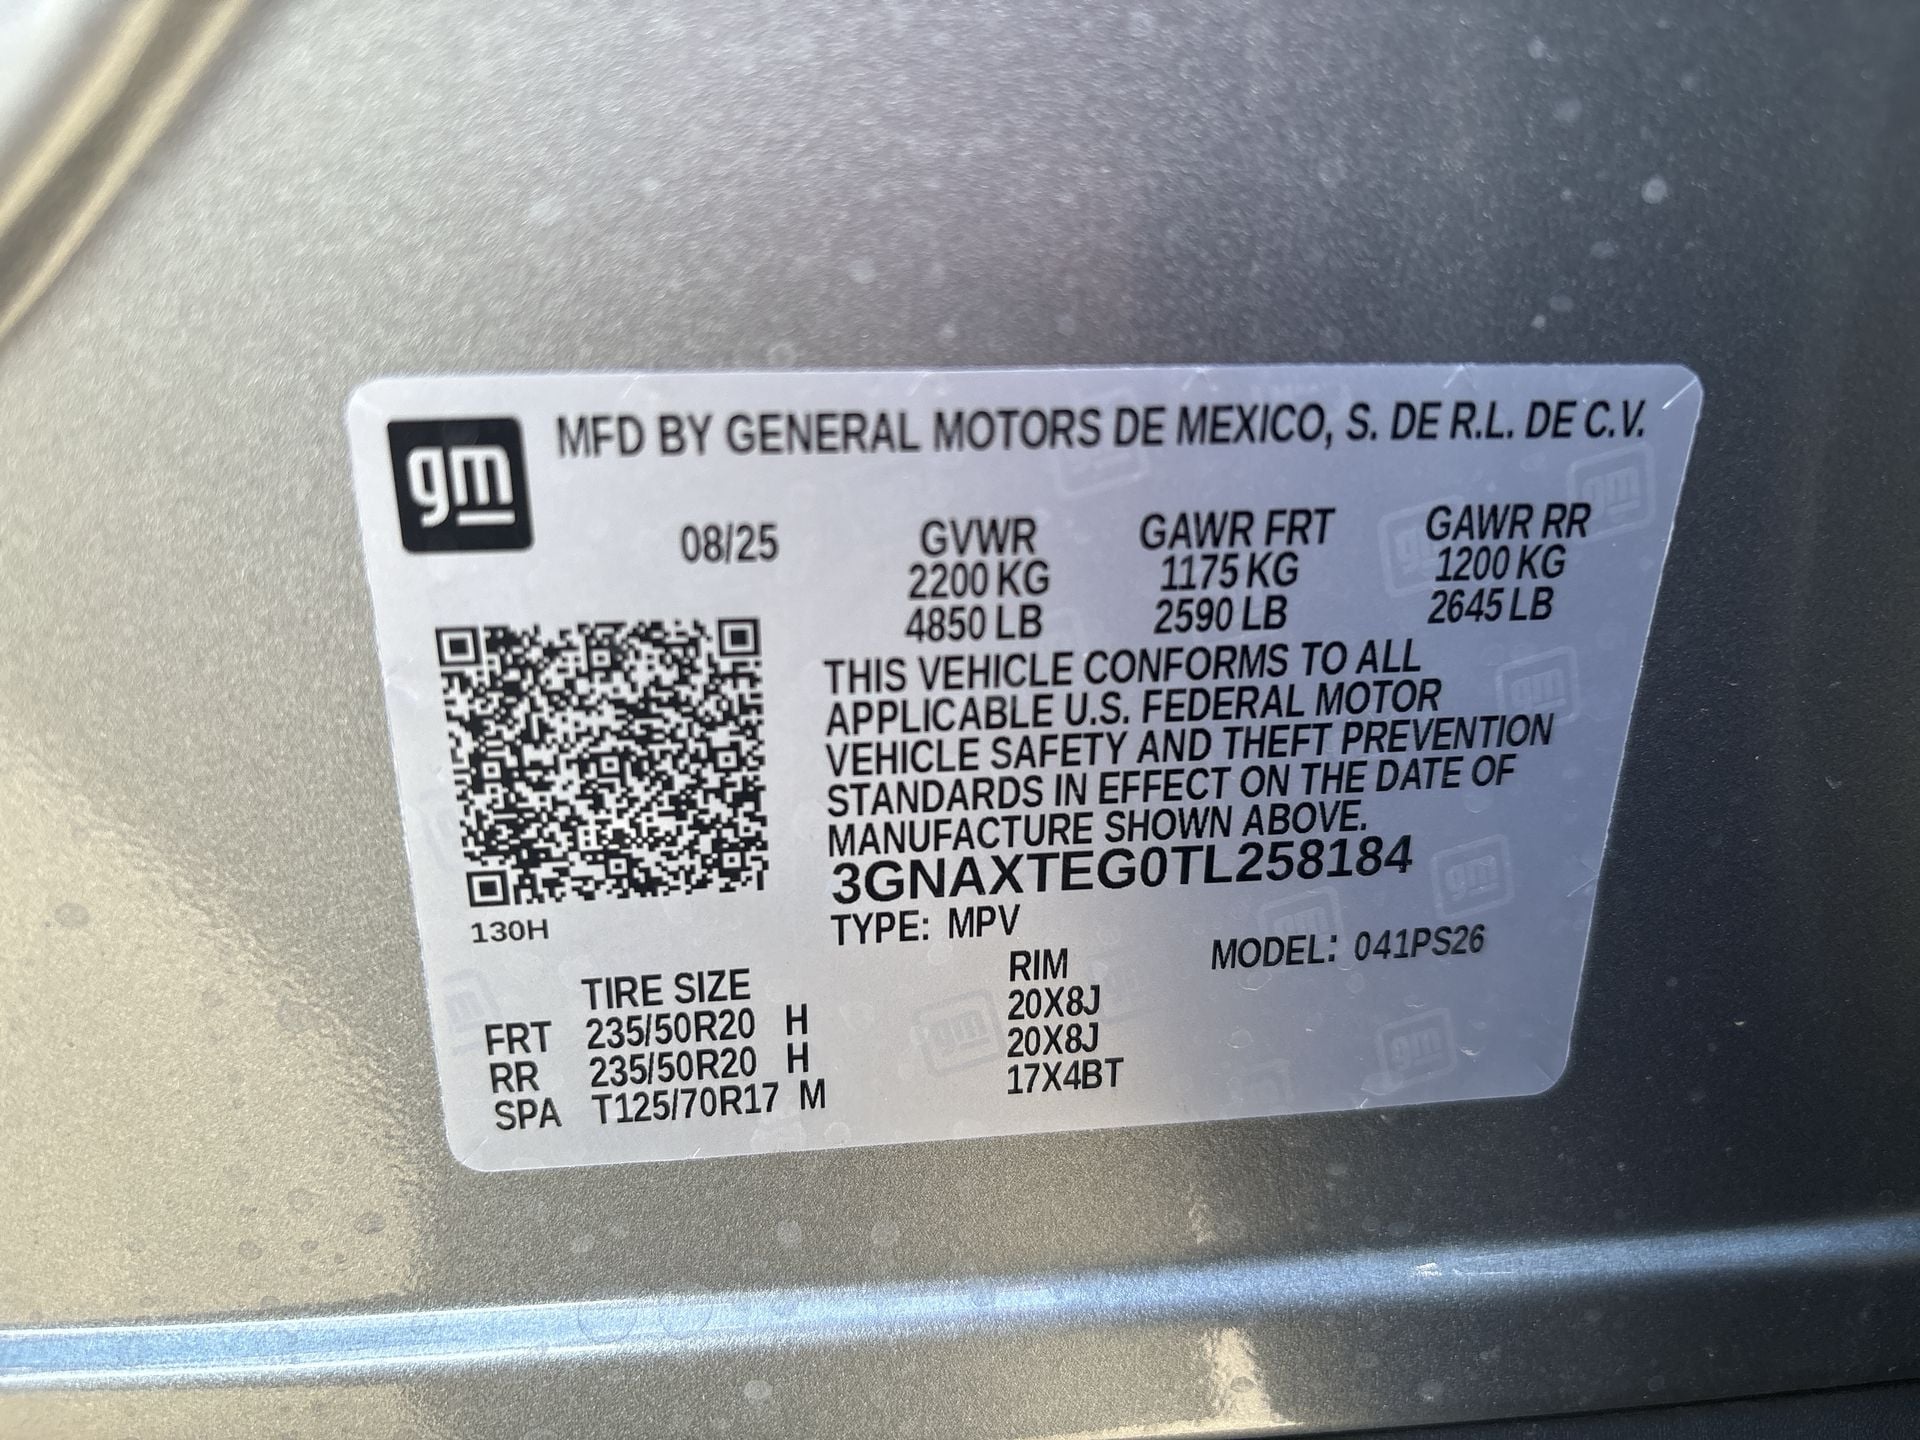 gm
MFD BY GENERAL MOTORS DE MEXICO, S. DE R.L. DE C.V.
08/25
GVWR GAWR FRT GAWR RR
2200 KG 1175 KG 1200 KG
4850 LB 2590 LB 2645 LB
THIS VEHICLE CONFORMS TO ALL
APPLICABLE U.S. FEDERAL MOTOR
VEHICLE SAFETY AND THEFT PREVENTION
STANDARDS IN EFFECT ON THE DATE OF
MANUFACTURE SHOWN ABOVE.
3GNAXTEG0TL258184
130H
TYPE: MPV MODEL: 041PS26
TIRE SIZE RIM
FRT 235/50R20 H 20X8J
RR 235/50R20 H 20X8J
SPA T125/70R17 M 17X4BT